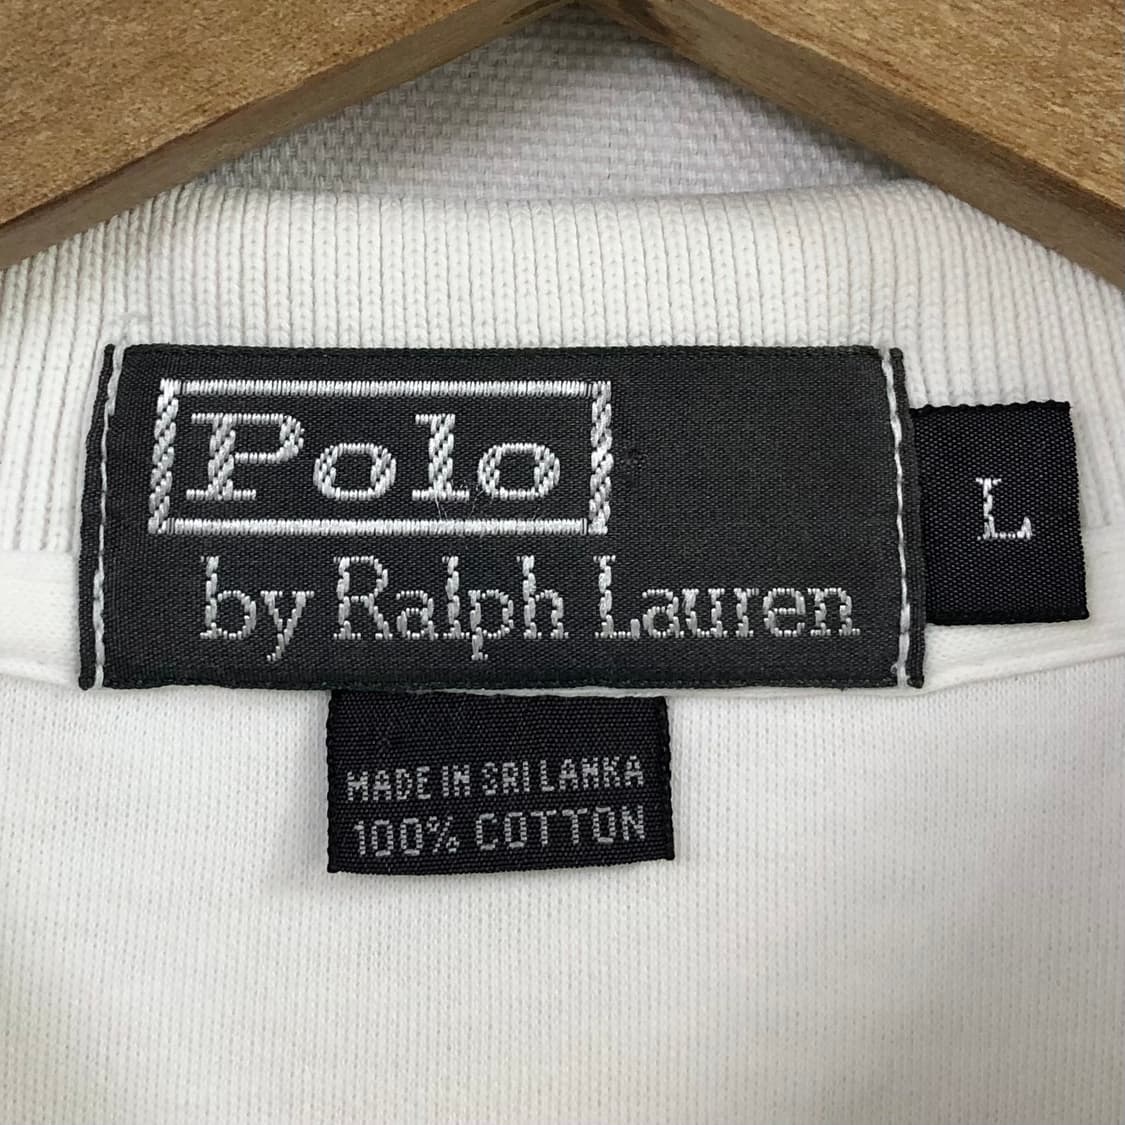 Polo
by Ralph Lauren
L
MADE IN SRI LANKA
100% COTTON